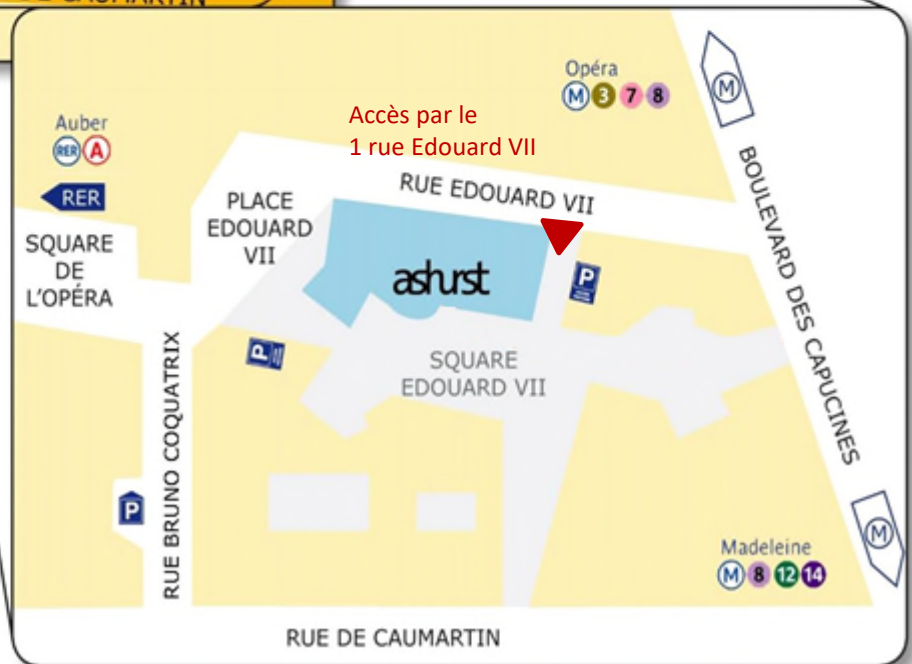 CAUMARTIN
Opéra
M 3 7 8
M
Auber
RER A
RER
Accès par le
1 rue Edouard VII
RUE EDOUARD VII
PLACE
EDOUARD
VII
SQUARE
DE
L'OPÉRA
ashurst
P
P
SQUARE
EDOUARD VII
BOULEVARD DES CAPUCINES
RUE BRUNO COQUATRIX
P
M
Madeleine
M 8 12 14
RUE DE CAUMARTIN